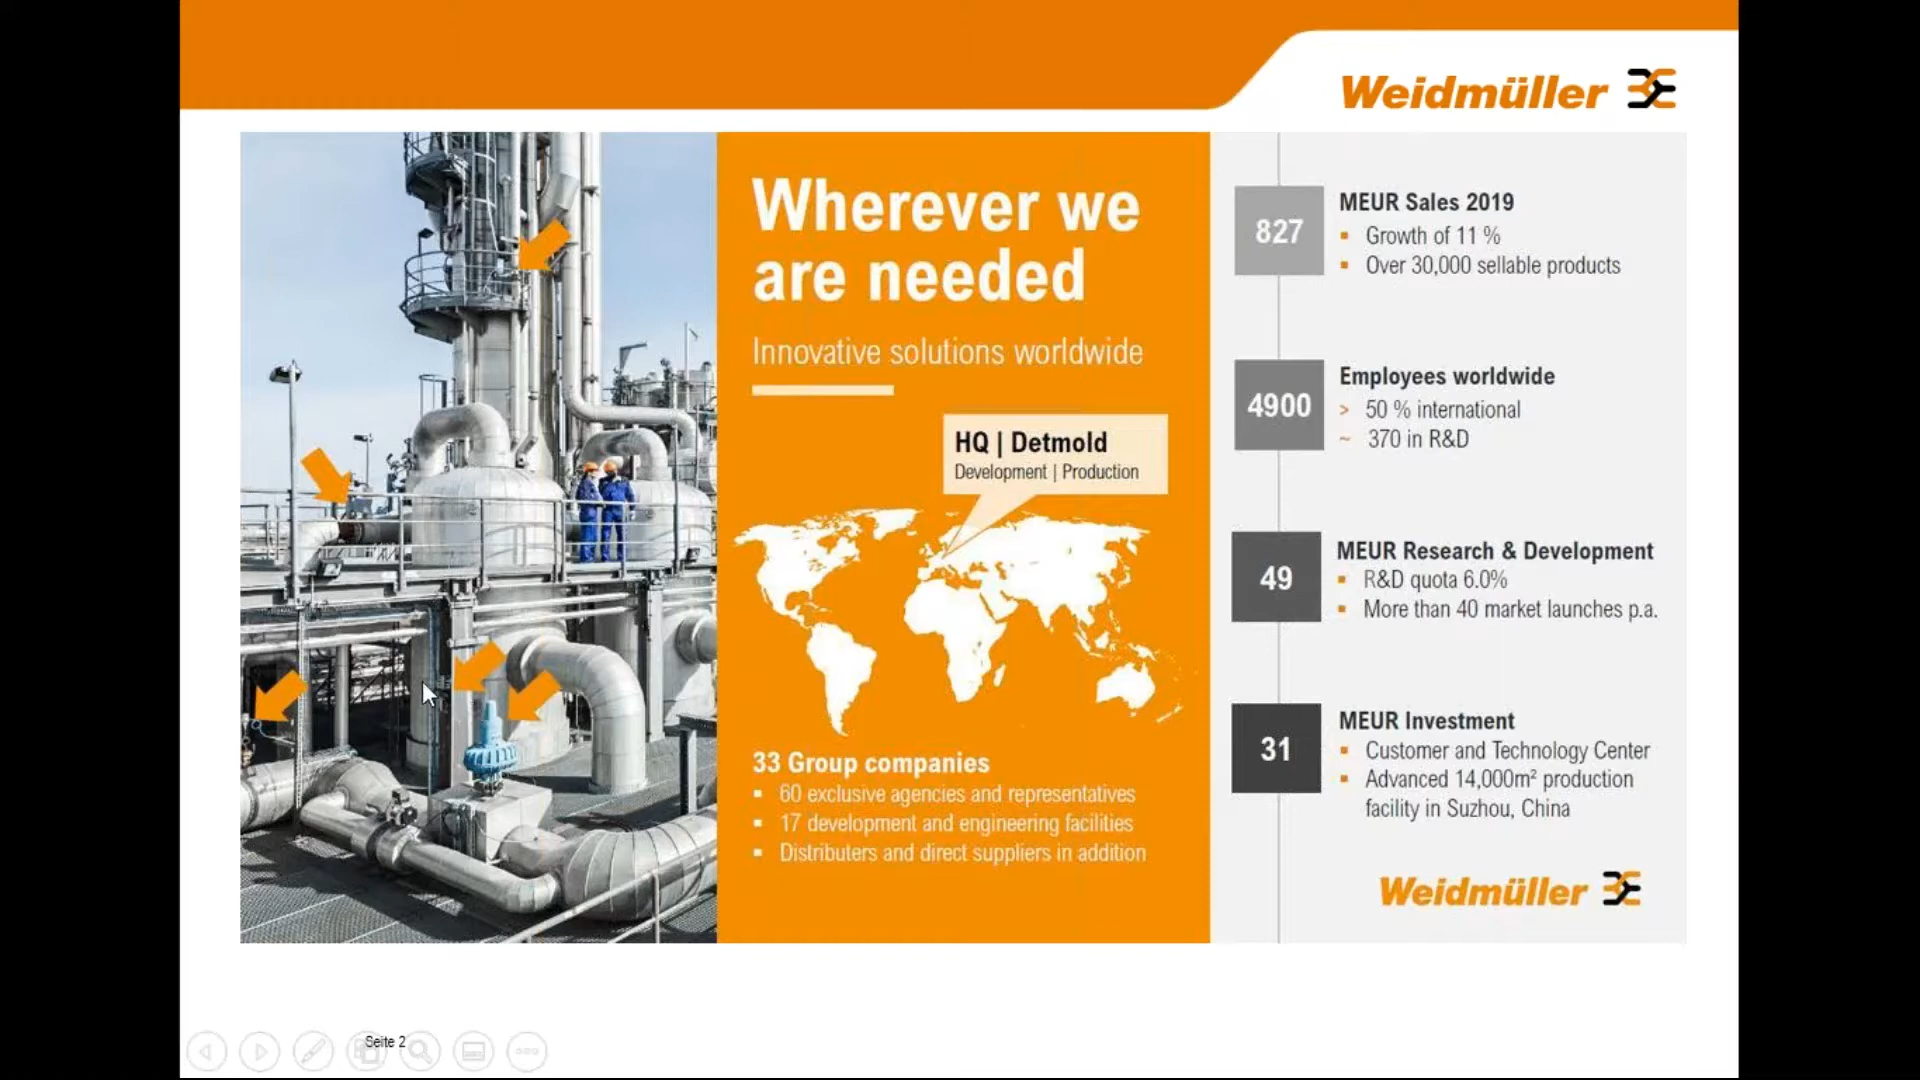 Weidmüller
Wherever we
are needed
Innovative solutions worldwide
HQ | Detmold
Development | Production
33 Group companies
▪ 60 exclusive agencies and representatives
▪ 17 development and engineering facilities
▪ Distributers and direct suppliers in addition
827
MEUR Sales 2019
▪ Growth of 11 %
▪ Over 30,000 sellable products
4900
Employees worldwide
> 50 % international
~ 370 in R&D
49
MEUR Research & Development
▪ R&D quota 6.0%
▪ More than 40 market launches p.a.
31
MEUR Investment
▪ Customer and Technology Center
▪ Advanced 14,000m² production
facility in Suzhou, China
Weidmüller
Seite 2